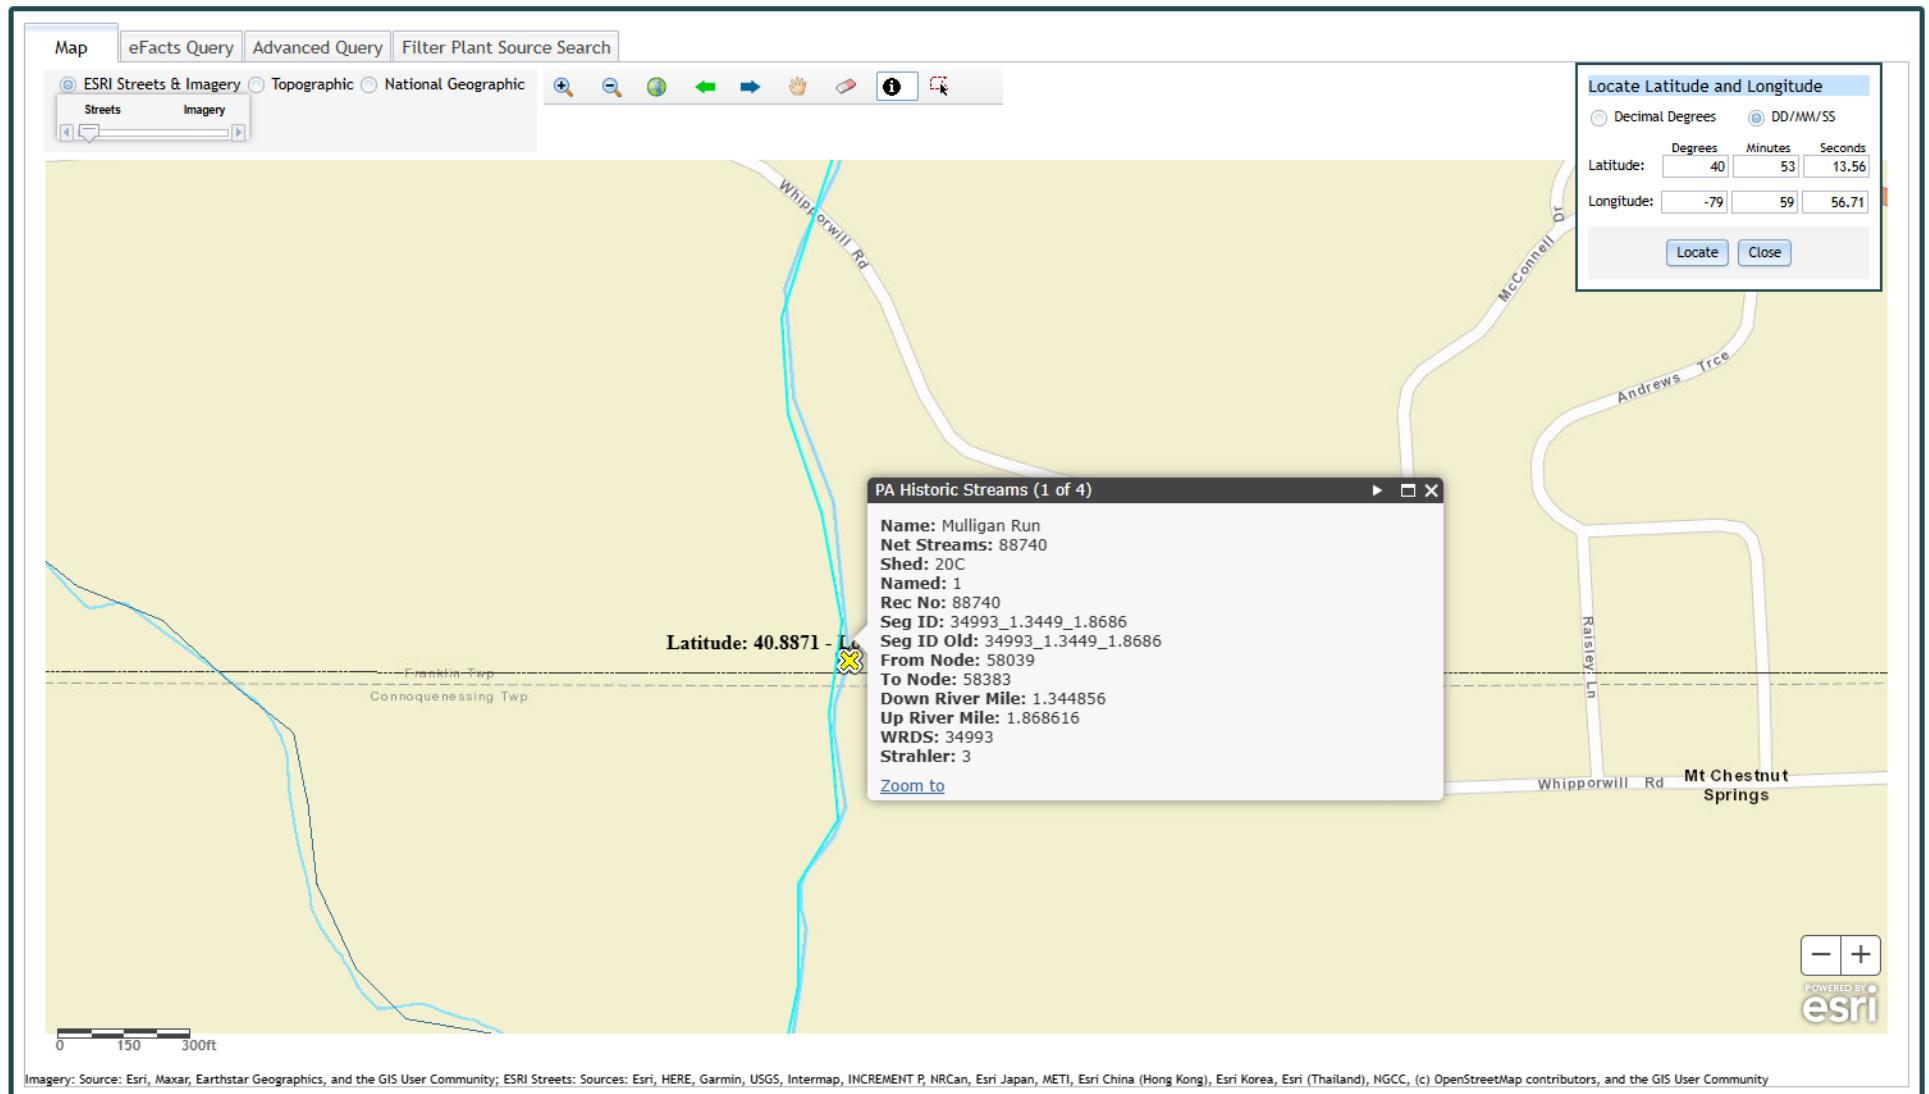 Map
eFacts Query
Advanced Query
Filter Plant Source Search
ESRI Streets & Imagery
Topographic
National Geographic
Streets
Imagery
Locate Latitude and Longitude
Decimal Degrees
DD/MM/SS
Degrees Minutes Seconds
Latitude: 40 53 13.56
Longitude: -79 59 56.71
Locate
Close
Whipporwill Rd
McConnell Dr
Andrews Trce
PA Historic Streams (1 of 4)
Name: Mulligan Run
Net Streams: 88740
Shed: 20C
Named: 1
Rec No: 88740
Seg ID: 34993_1.3449_1.8686
Seg ID Old: 34993_1.3449_1.8686
From Node: 58039
To Node: 58383
Down River Mile: 1.344856
Up River Mile: 1.868616
WRDS: 34993
Strahler: 3
Zoom to
Latitude: 40.8871 -
Franklin Twp
Connoquenessing Twp
Raisley Ln
Whipporwill Rd
Mt Chestnut
Springs
POWERED BY
esri
0 150 300ft
Imagery: Source: Esri, Maxar, Earthstar Geographics, and the GIS User Community; ESRI Streets: Sources: Esri, HERE, Garmin, USGS, Intermap, INCREMENT P, NRCan, Esri Japan, METI, Esri China (Hong Kong), Esri Korea, Esri (Thailand), NGCC, (c) OpenStreetMap contributors, and the GIS User Community